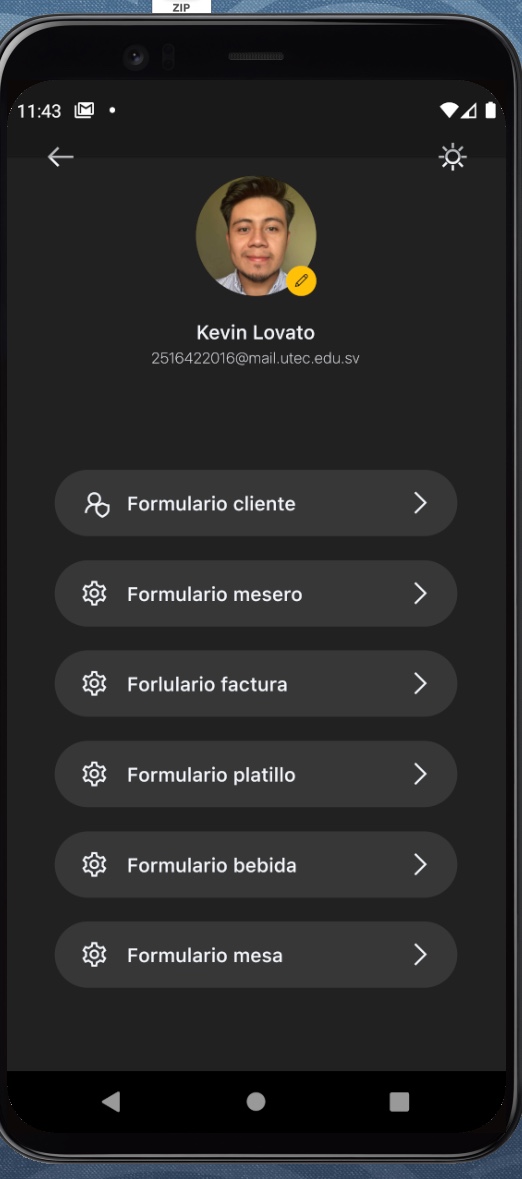 ZIP
11:43
Kevin Lovato
2516422016@mail.utec.edu.sv
Formulario cliente
Formulario mesero
Forlulario factura
Formulario platillo
Formulario bebida
Formulario mesa